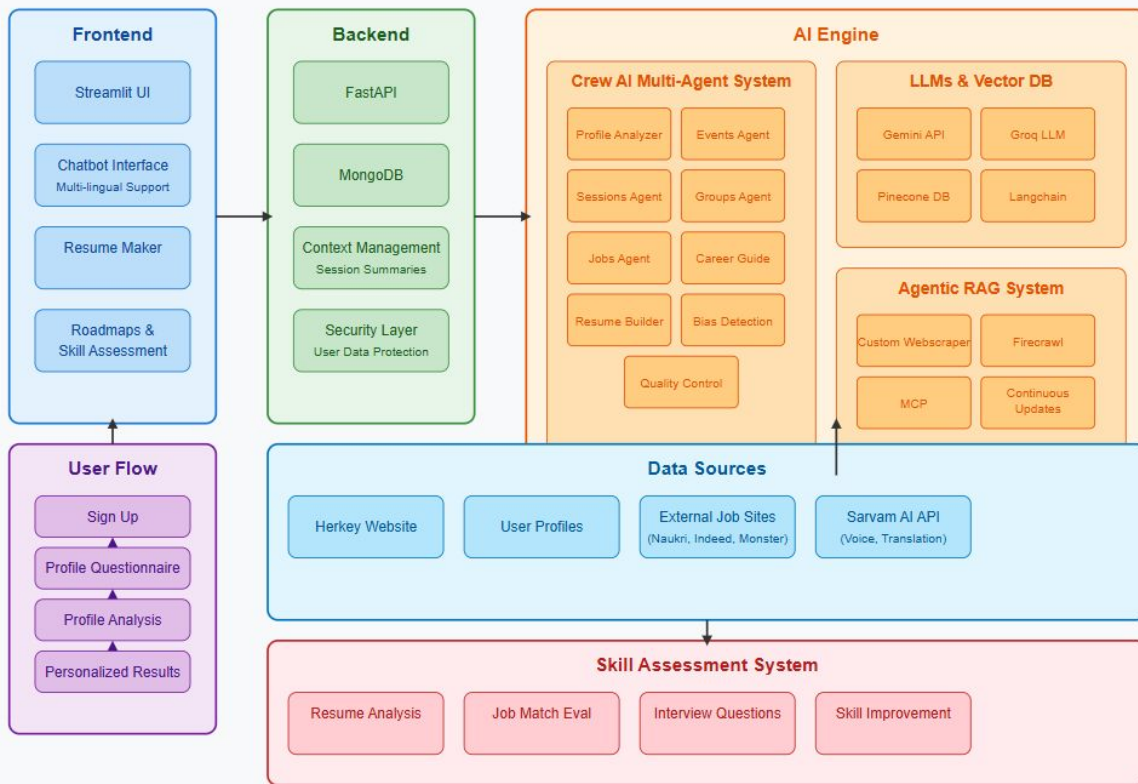 Frontend
Streamlit UI
Chatbot Interface
Multi-lingual Support
Resume Maker
Roadmaps &
Skill Assessment
Backend
FastAPI
MongoDB
Context Management
Session Summaries
Security Layer
User Data Protection
AI Engine
Crew AI Multi-Agent System
Profile Analyzer
Events Agent
Sessions Agent
Groups Agent
Jobs Agent
Career Guide
Resume Builder
Bias Detection
Quality Control
LLMs & Vector DB
Gemini API
Groq LLM
Pinecone DB
Langchain
Agentic RAG System
Custom Webscraper
Firecrawl
MCP
Continuous
Updates
User Flow
Sign Up
Profile Questionnaire
Profile Analysis
Personalized Results
Data Sources
Herkey Website
User Profiles
External Job Sites
(Naukri, Indeed, Monster)
Sarvam AI API
(Voice, Translation)
Skill Assessment System
Resume Analysis
Job Match Eval
Interview Questions
Skill Improvement